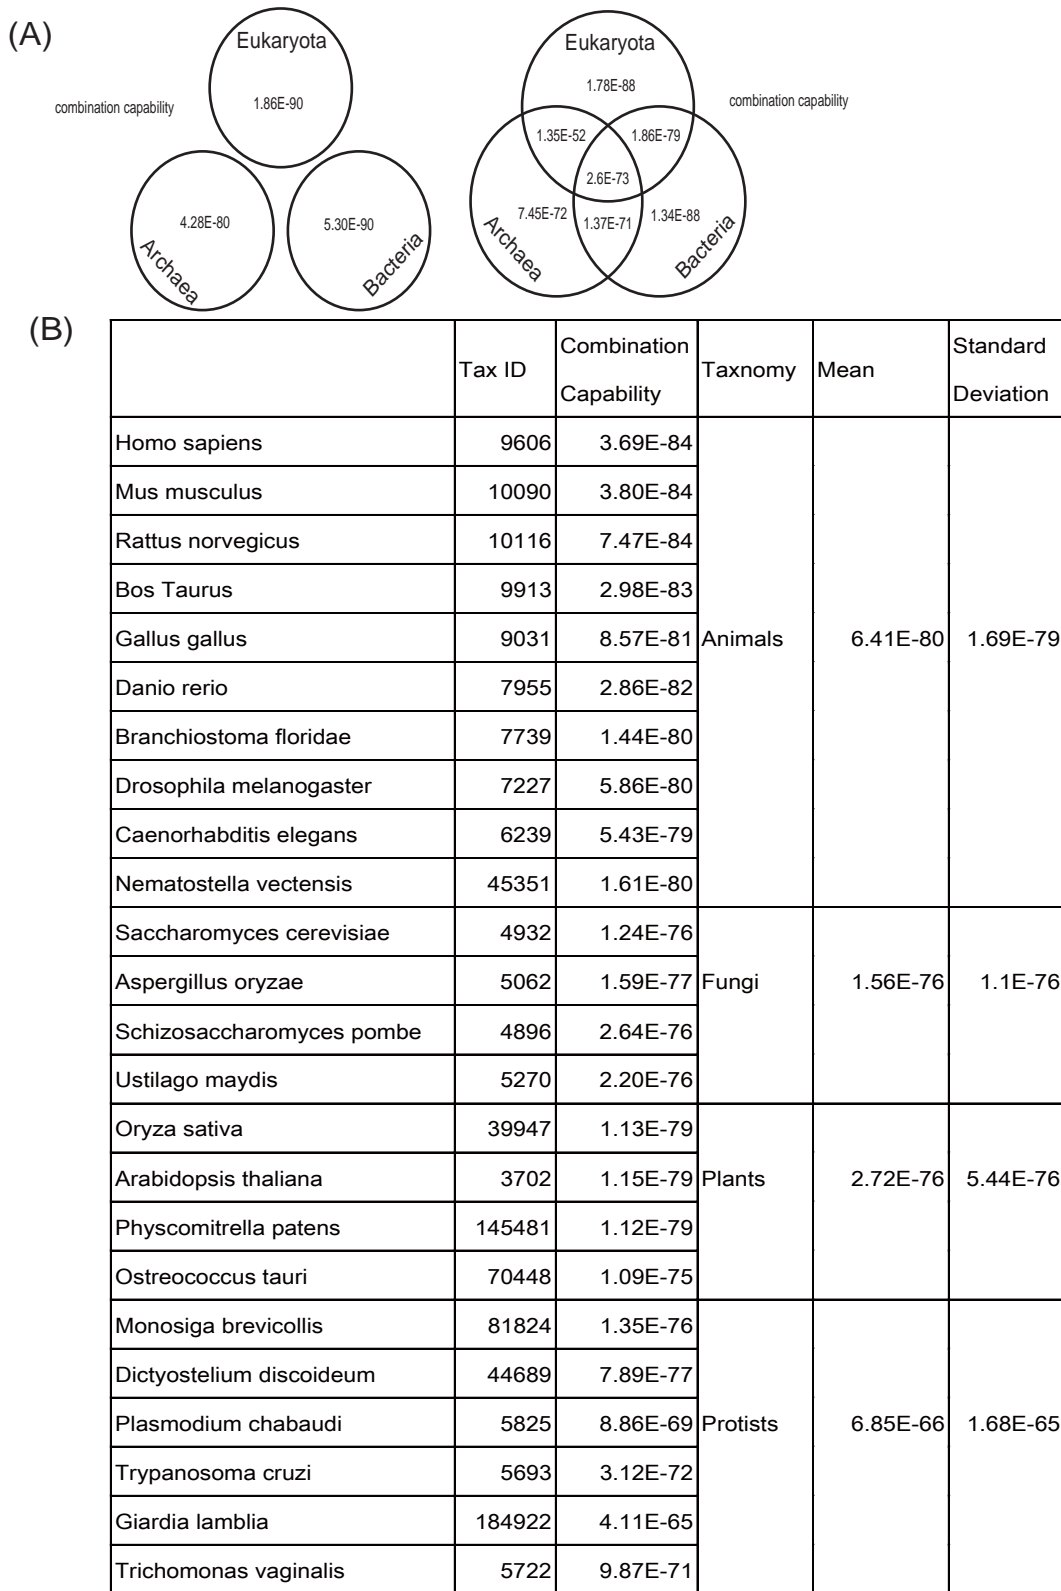 (A)
Eukaryota
1.86E-90
combination capability
4.28E-80
Archaea
5.30E-90
Bacteria
Eukaryota
1.78E-88
combination capability
1.35E-52
1.86E-79
2.6E-73
7.45E-72
1.37E-71
1.34E-88
Archaea
Bacteria
(B)
Tax ID Combination Capability Taxnomy Mean Standard Deviation
Homo sapiens 9606 3.69E-84
Mus musculus 10090 3.80E-84
Rattus norvegicus 10116 7.47E-84
Bos Taurus 9913 2.98E-83
Gallus gallus 9031 8.57E-81 Animals 6.41E-80 1.69E-79
Danio rerio 7955 2.86E-82
Branchiostoma floridae 7739 1.44E-80
Drosophila melanogaster 7227 5.86E-80
Caenorhabditis elegans 6239 5.43E-79
Nematostella vectensis 45351 1.61E-80
Saccharomyces cerevisiae 4932 1.24E-76
Aspergillus oryzae 5062 1.59E-77 Fungi 1.56E-76 1.1E-76
Schizosaccharomyces pombe 4896 2.64E-76
Ustilago maydis 5270 2.20E-76
Oryza sativa 39947 1.13E-79
Arabidopsis thaliana 3702 1.15E-79 Plants 2.72E-76 5.44E-76
Physcomitrella patens 145481 1.12E-79
Ostreococcus tauri 70448 1.09E-75
Monosiga brevicollis 81824 1.35E-76
Dictyostelium discoideum 44689 7.89E-77
Plasmodium chabaudi 5825 8.86E-69 Protists 6.85E-66 1.68E-65
Trypanosoma cruzi 5693 3.12E-72
Giardia lamblia 184922 4.11E-65
Trichomonas vaginalis 5722 9.87E-71